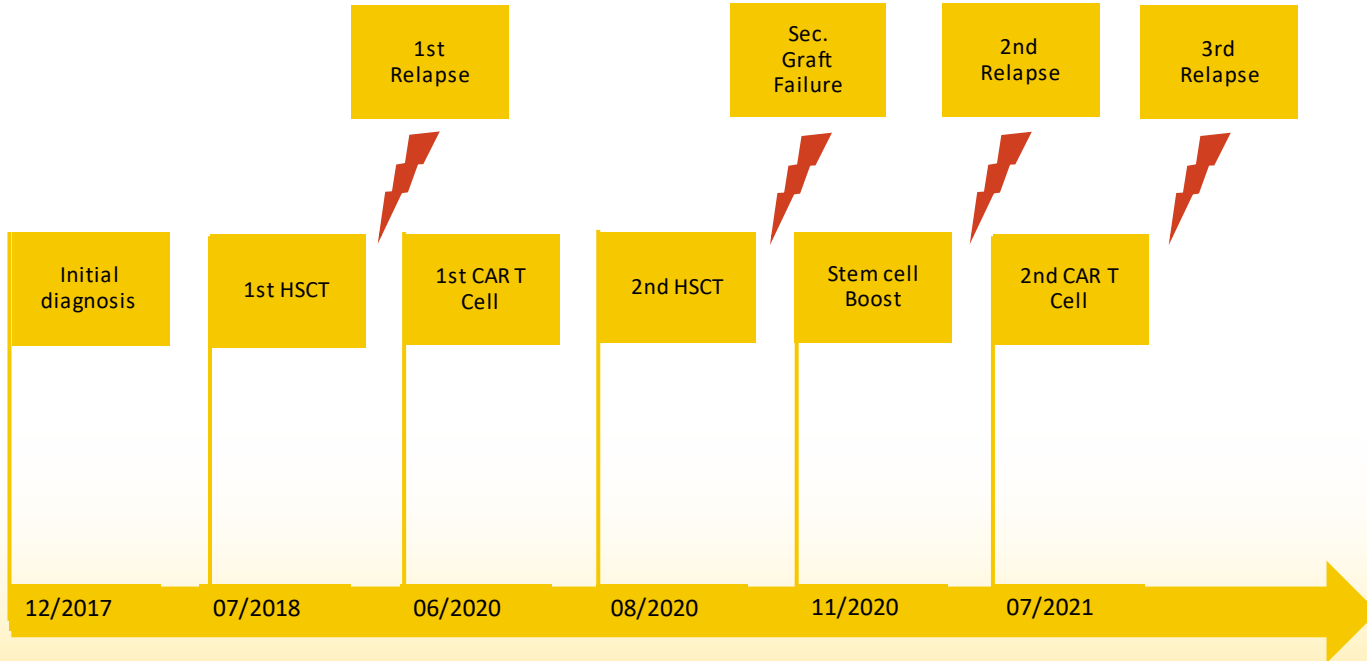 1st
Relapse
Sec.
Graft
Failure
2nd
Relapse
3rd
Relapse
Initial
diagnosis
1st HSCT
1st CAR T
Cell
2nd HSCT
Stem cell
Boost
2nd CAR T
Cell
12/2017
07/2018
06/2020
08/2020
11/2020
07/2021